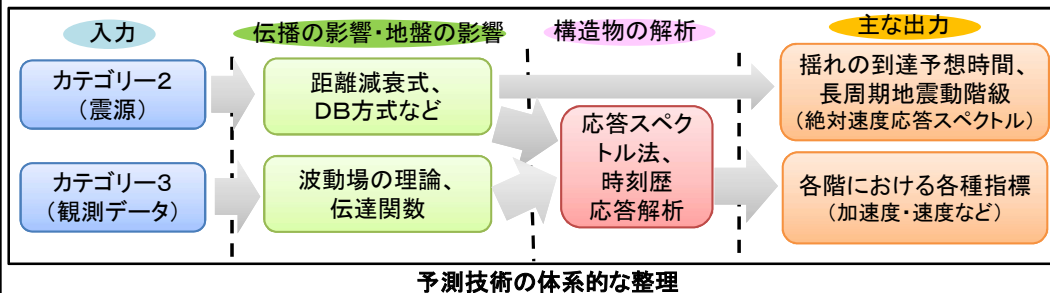 入力
伝播の影響・地盤の影響
構造物の解析
主な出力
カテゴリー2
(震源)
距離減衰式、
DB方式など
揺れの到達予想時間、
長周期地震動階級
(絶対速度応答スペクトル)
応答スペク
トル法、
時刻歴
応答解析
カテゴリー3
(観測データ)
波動場の理論、
伝達関数
各階における各種指標
(加速度・速度など)
予測技術の体系的な整理